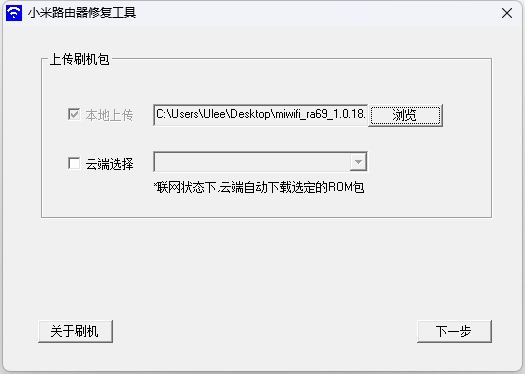 小米路由器修复工具
上传刷机包
本地上传
C:\Users\Ulee\Desktop\miwifi_ra69_1.0.18.
浏览
云端选择
*联网状态下,云端自动下载选定的ROM包
关于刷机
下一步